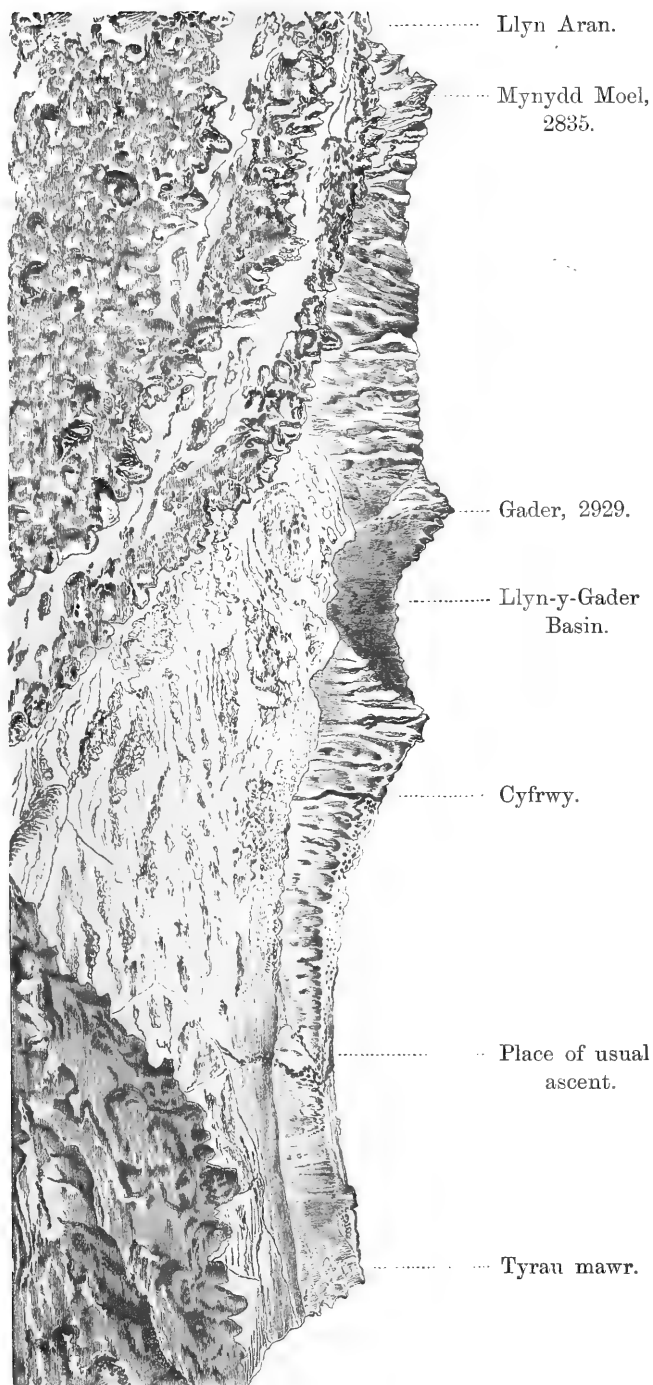 Llyn Aran.
Mynydd Moel,
2835.
Gader, 2929.
Llyn-y-Gader
Basin.
Cyfrwy.
Place of usual
ascent.
Tyrau mawr.